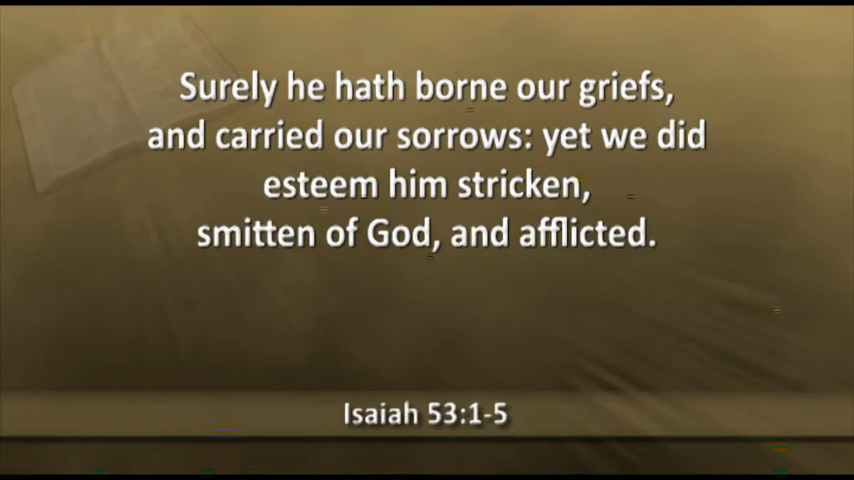 Surely he hath borne our griefs,
and carried our sorrows: yet we did
esteem him stricken,
smitten of God, and afflicted.
Isaiah 53:1-5